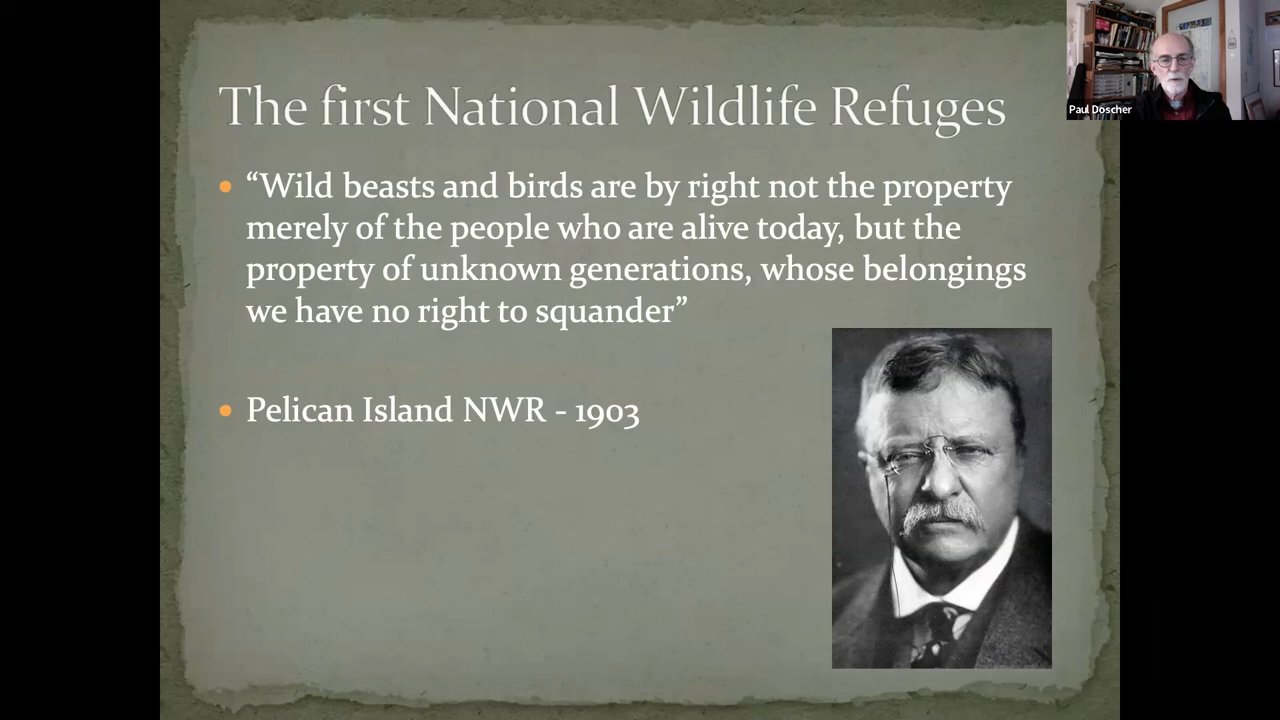 The first National Wildlife Refuges
“Wild beasts and birds are by right not the property
merely of the people who are alive today, but the
property of unknown generations, whose belongings
we have no right to squander”
Pelican Island NWR - 1903
Paul Doscher